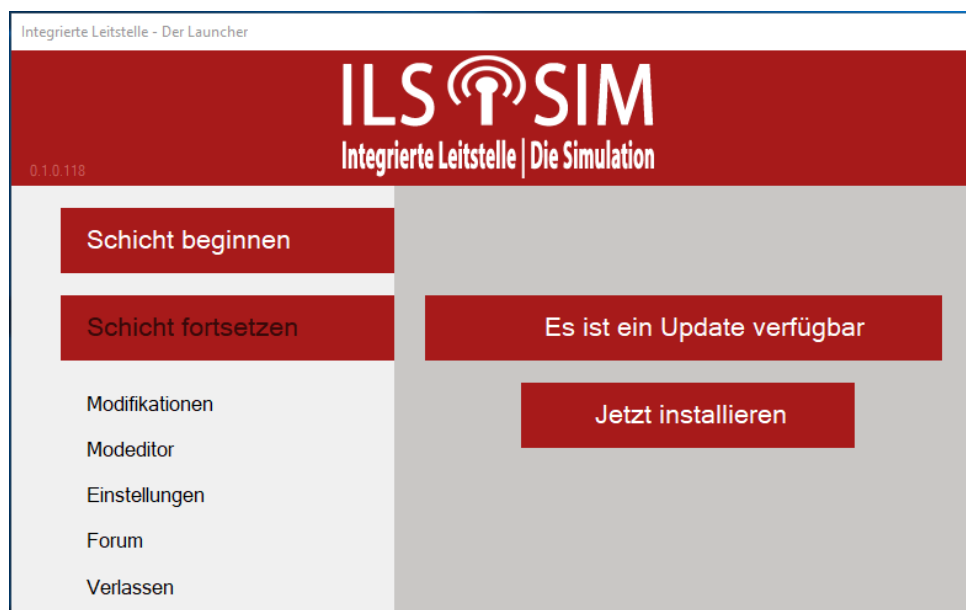 Integrierte Leitstelle - Der Launcher
ILS SIM
Integrierte Leitstelle | Die Simulation
0.1.0.118
Schicht beginnen
Schicht fortsetzen
Modifikationen
Modeditor
Einstellungen
Forum
Verlassen
Es ist ein Update verfügbar
Jetzt installieren